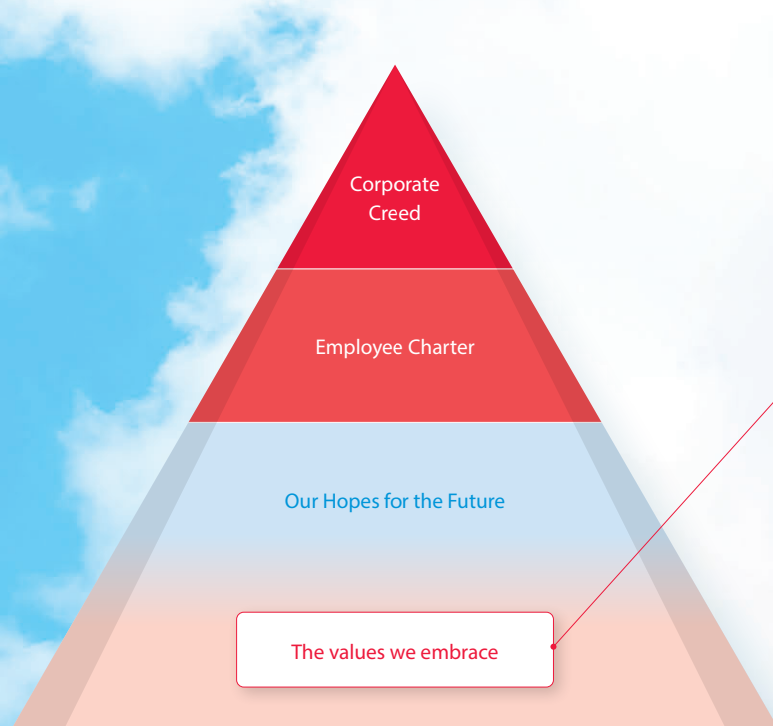 Corporate
Creed
Employee Charter
Our Hopes for the Future
The values we embrace